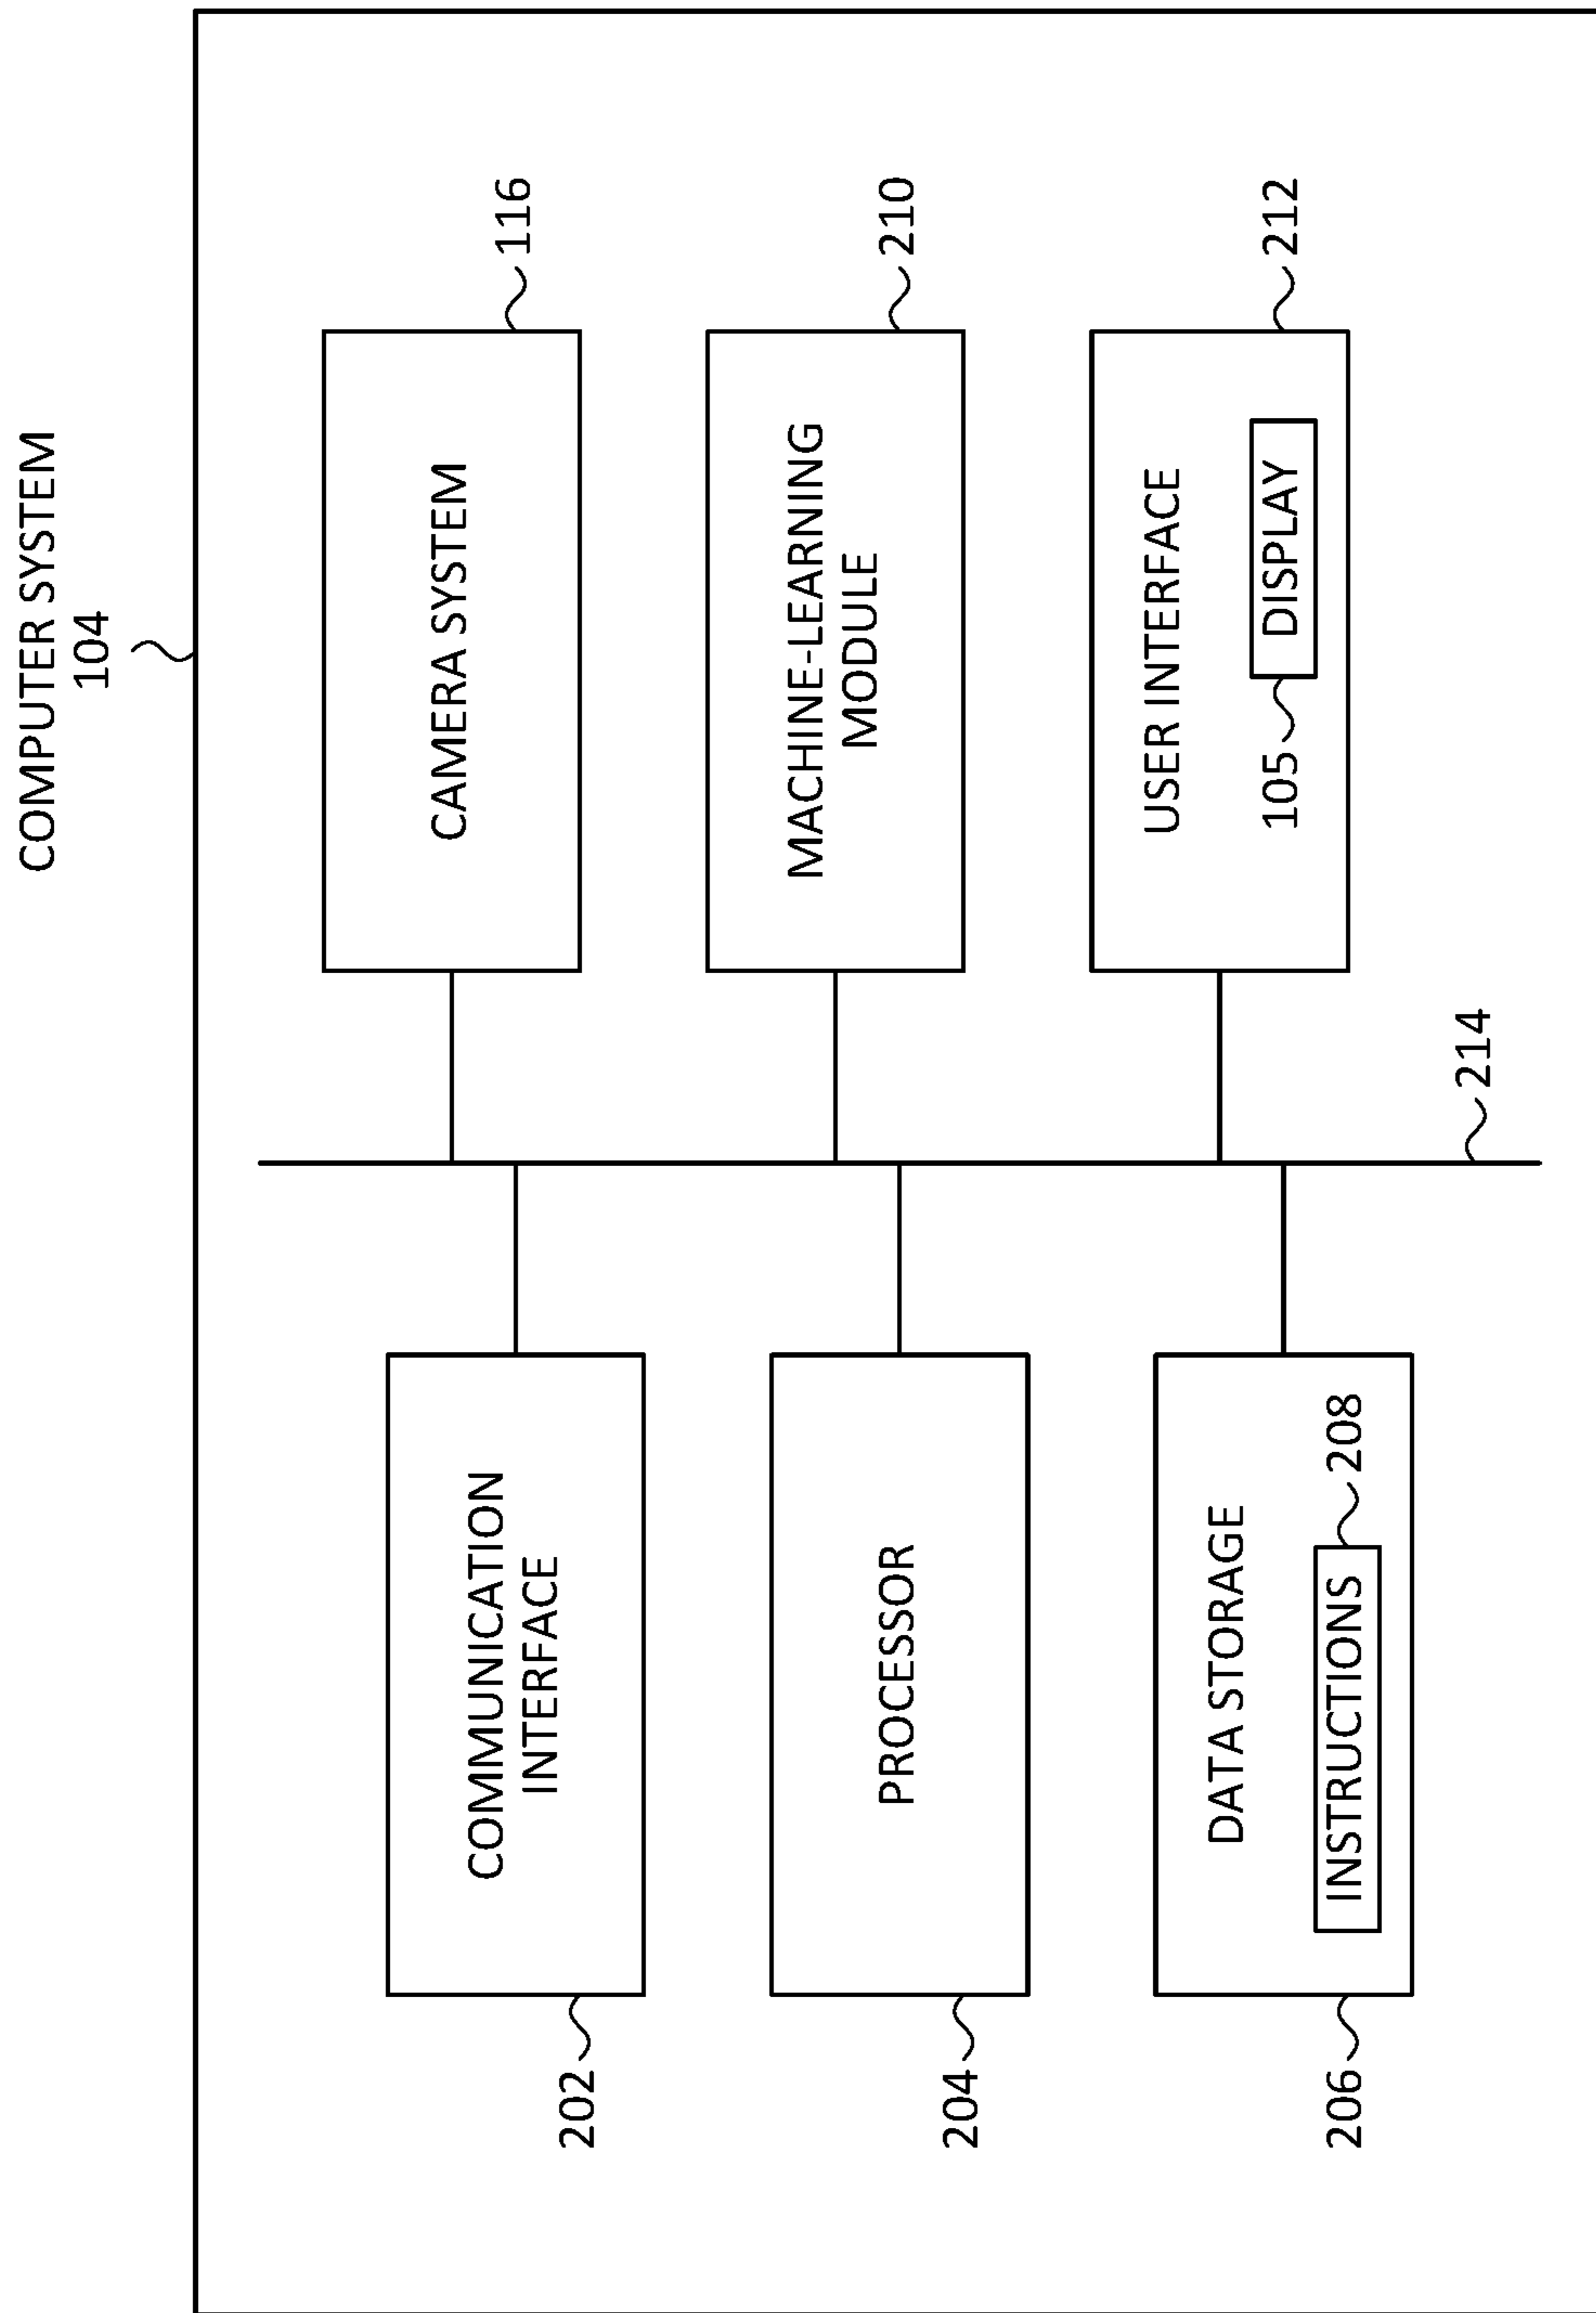 COMPUTER SYSTEM
104
COMMUNICATION
INTERFACE
202
CAMERA SYSTEM
116
PROCESSOR
204
MACHINE-LEARNING
MODULE
210
DATA STORAGE
INSTRUCTIONS
208
206
USER INTERFACE
105
DISPLAY
212
214